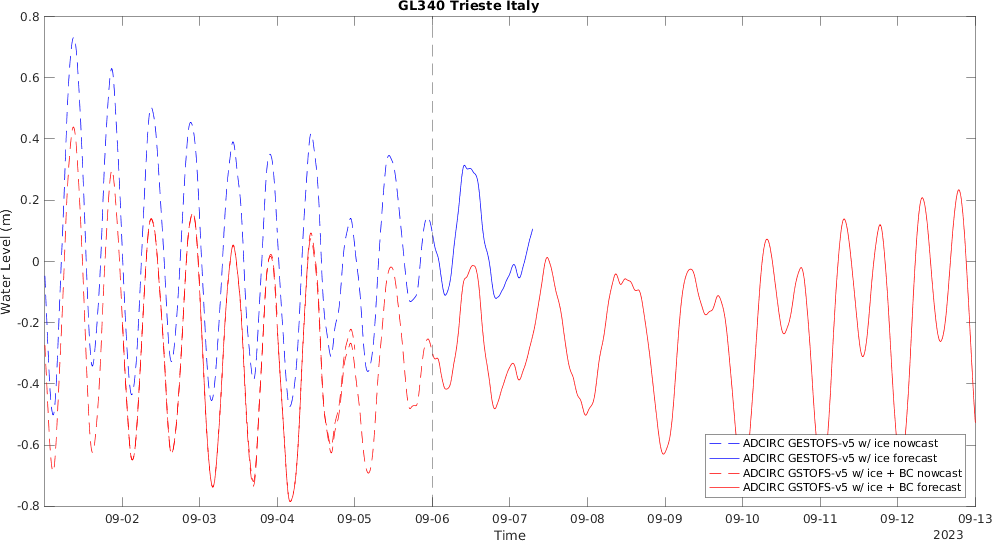 GL340 Trieste Italy
0.8
0.6
0.4
0.2
0
-0.2
-0.4
-0.6
-0.8
Water Level (m)
09-02 09-03 09-04 09-05 09-06 09-07 09-08 09-09 09-10 09-11 09-12 09-13
Time
2023
ADCIRC GESTOFS-v5 w/ ice nowcast
ADCIRC GESTOFS-v5 w/ ice forecast
ADCIRC GSTOFS-v5 w/ ice + BC nowcast
ADCIRC GSTOFS-v5 w/ ice + BC forecast